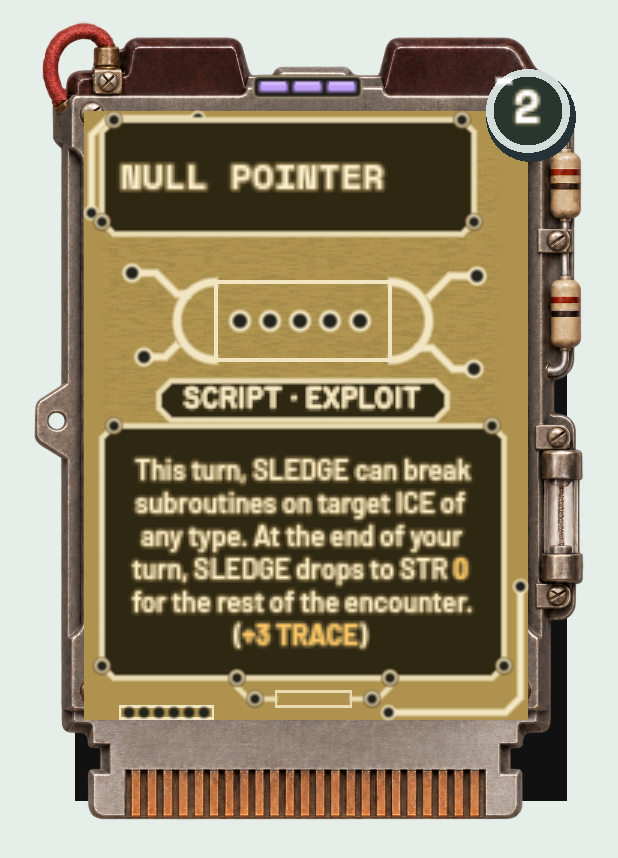 2
NULL POINTER
SCRIPT · EXPLOIT
This turn, SLEDGE can break
subroutines on target ICE of
any type. At the end of your
turn, SLEDGE drops to STR 0
for the rest of the encounter.
(+3 TRACE)